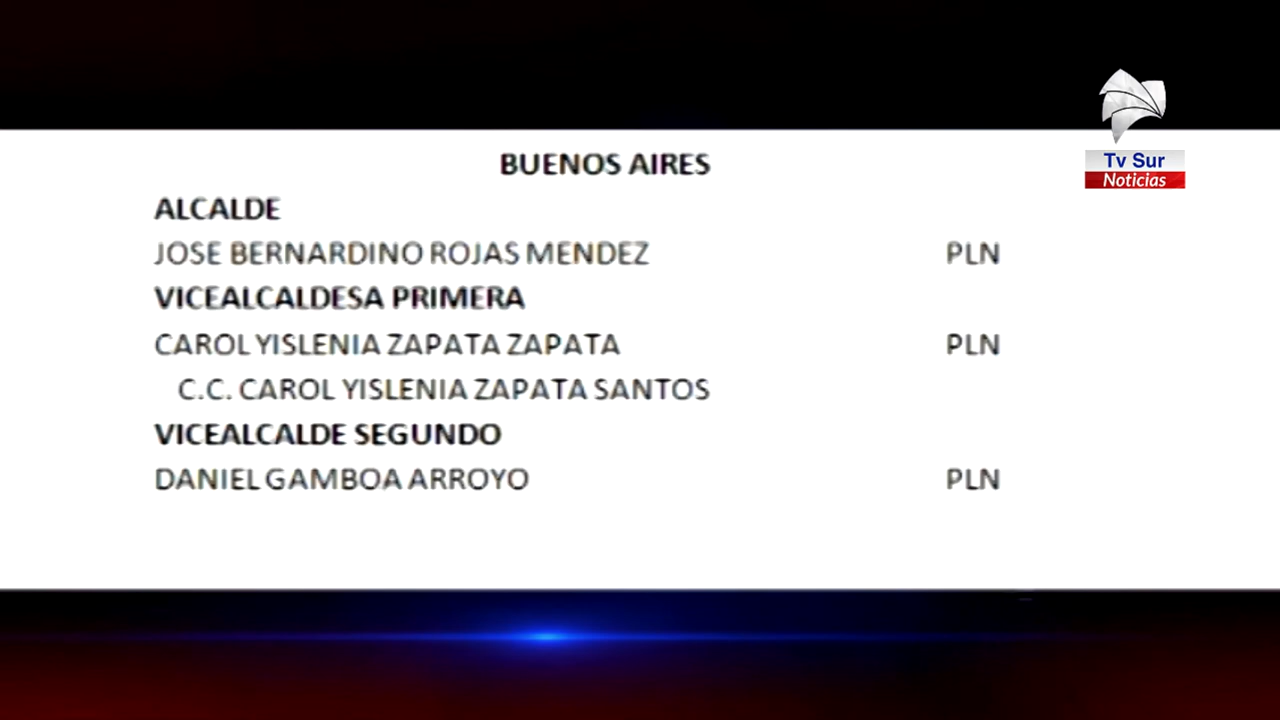 Tv Sur
Noticias
BUENOS AIRES
ALCALDE
JOSE BERNARDINO ROJAS MENDEZ PLN
VICEALCALDESA PRIMERA
CAROL YISLENIA ZAPATA ZAPATA PLN
C.C. CAROL YISLENIA ZAPATA SANTOS
VICEALCALDE SEGUNDO
DANIEL GAMBOA ARROYO PLN